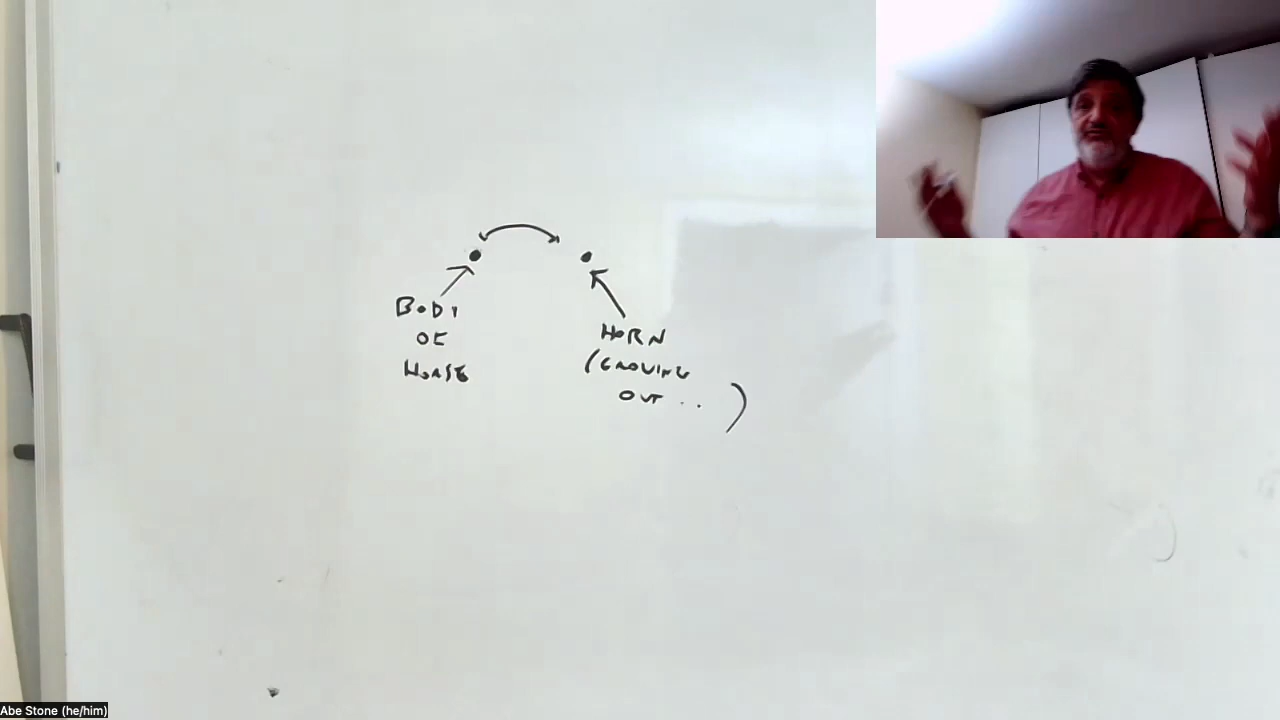 BODY
OF
HORSE
HORN
(GROWING
OUT . . )
Abe Stone (he/him)